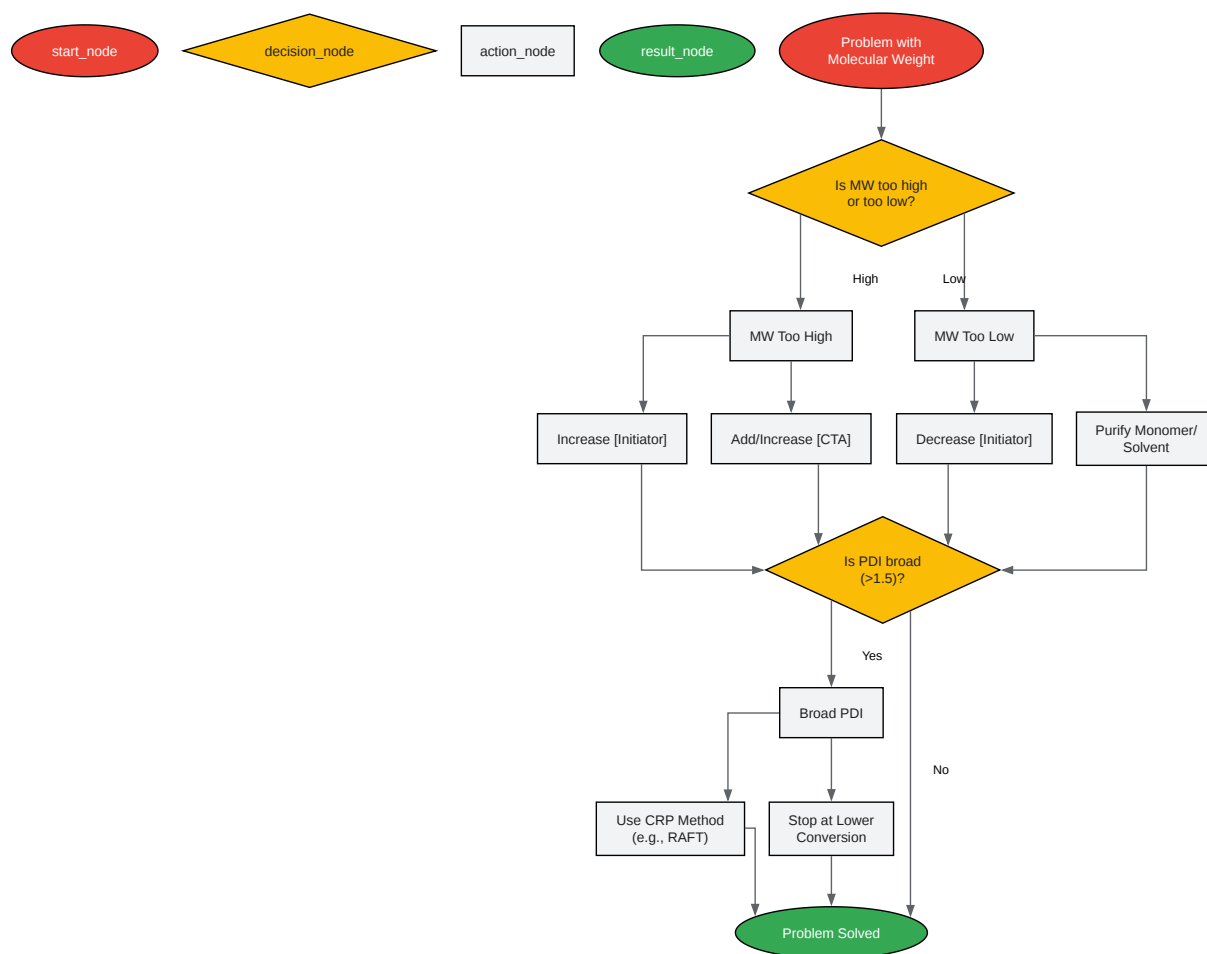 start_node
decision_node
action_node
result_node
Problem with
Molecular Weight
Is MW too high
or too low?
High
Low
MW Too High
MW Too Low
Increase [Initiator]
Add/Increase [CTA]
Decrease [Initiator]
Purify Monomer/
Solvent
Is PDI broad
(>1.5)?
Yes
Broad PDI
No
Use CRP Method
(e.g., RAFT)
Stop at Lower
Conversion
Problem Solved